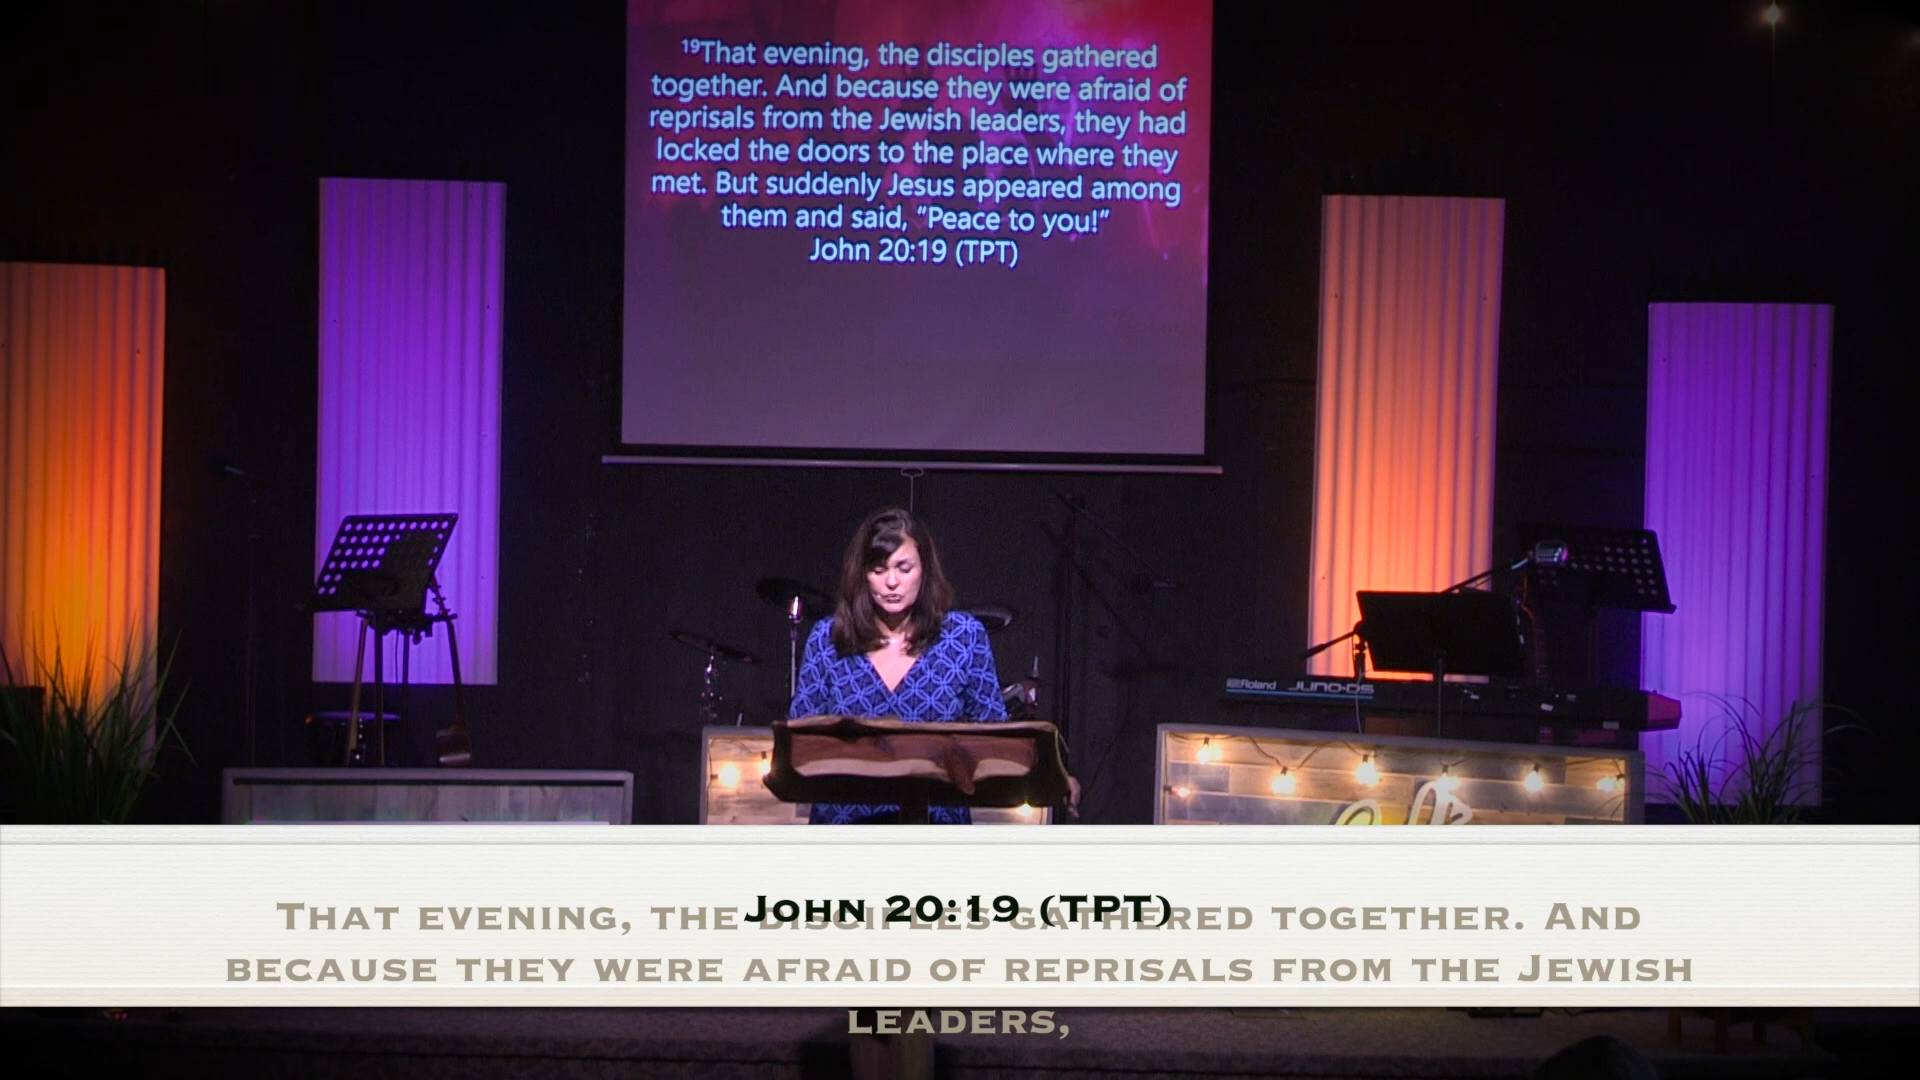 ¹⁹That evening, the disciples gathered
together. And because they were afraid of
reprisals from the Jewish leaders, they had
locked the doors to the place where they
met. But suddenly Jesus appeared among
them and said, "Peace to you!"
John 20:19 (TPT)
Roland JUNO-DS
John 20:19 (TPT)
That evening, the disciples gathered together. And
because they were afraid of reprisals from the Jewish
leaders,